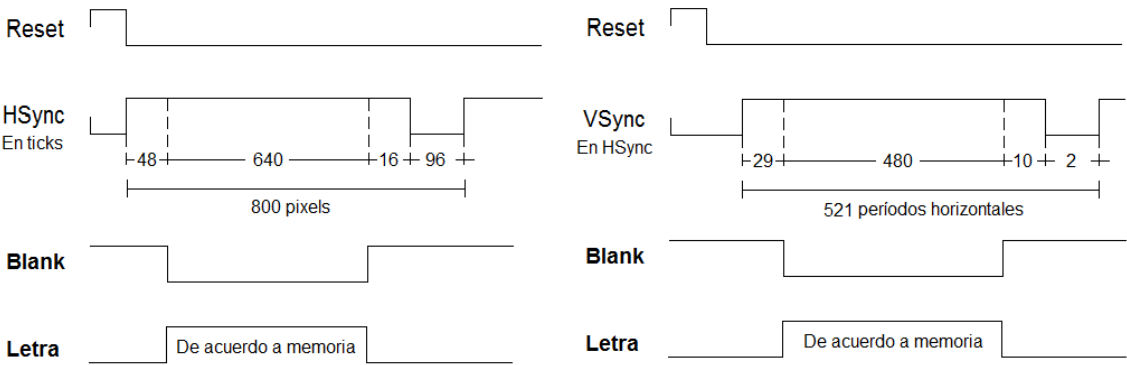 Reset
HSync
En ticks
48 640 16 96
800 pixels
Blank
Letra De acuerdo a memoria
Reset
VSync
En HSync
29 480 10 2
521 períodos horizontales
Blank
Letra De acuerdo a memoria